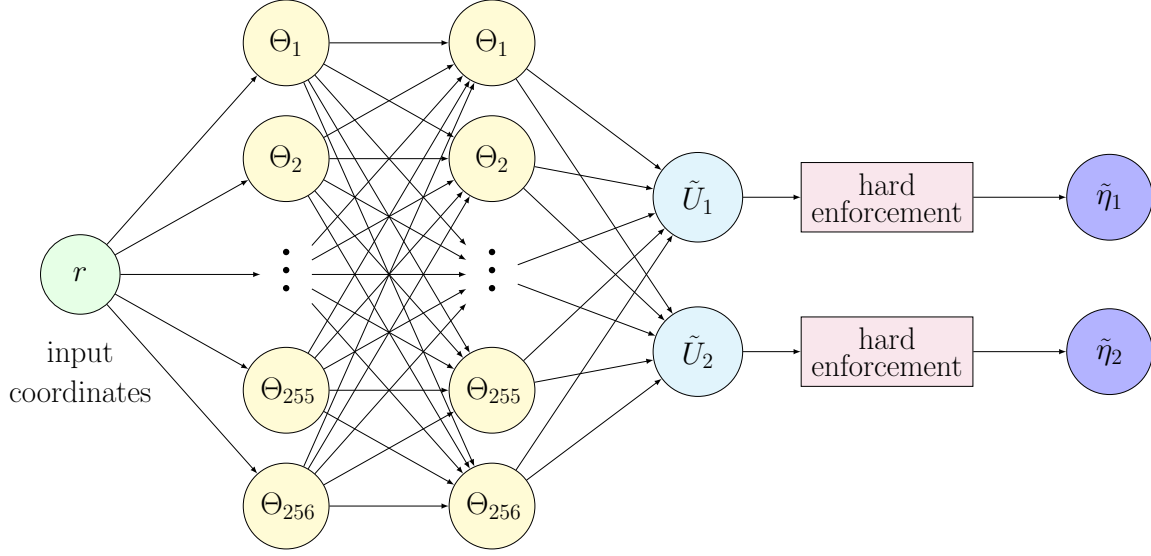 r
input
coordinates
Θ₁
Θ₂
⋮
Θ₂₅₅
Θ₂₅₆
Θ₁
Θ₂
⋮
Θ₂₅₅
Θ₂₅₆
Ũ₁
Ũ₂
hard
enforcement
hard
enforcement
η̃₁
η̃₂